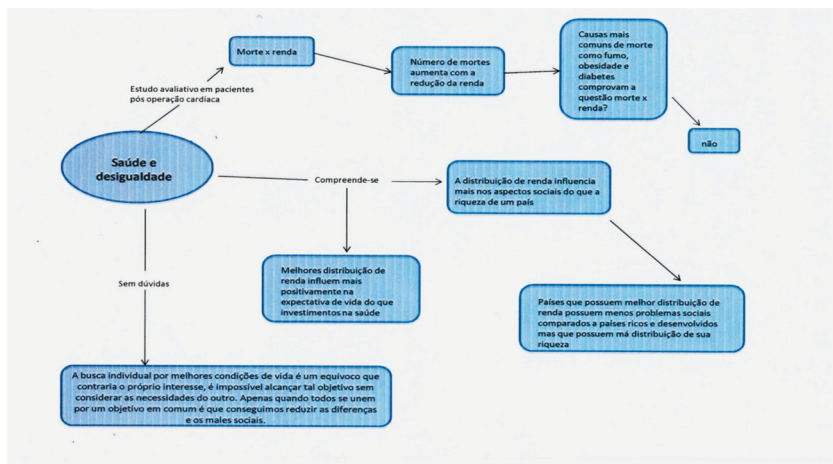 Morte x renda
Número de mortes
aumenta com a
redução da renda
Causas mais
comuns de morte
como fumo,
obesidade e
diabetes
comprovam a
questão morte x
renda?
não
Estudo avaliativo em pacientes
pós operação cardíaca
Saúde e
desigualdade
Compreende-se
A distribuição de renda influencia
mais nos aspectos sociais do que a
riqueza de um país
Melhores distribuição de
renda influem mais
positivamente na
expectativa de vida do que
investimentos na saúde
Países que possuem melhor distribuição de
renda possuem menos problemas sociais
comparados a países ricos e desenvolvidos
mas que possuem má distribuição de sua
riqueza
Sem dúvidas
A busca individual por melhores condições de vida é um equivoco que
contraria o próprio interesse, é impossível alcançar tal objetivo sem
considerar as necessidades do outro. Apenas quando todos se unem
por um objetivo em comum é que conseguimos reduzir as diferenças
e os males sociais.